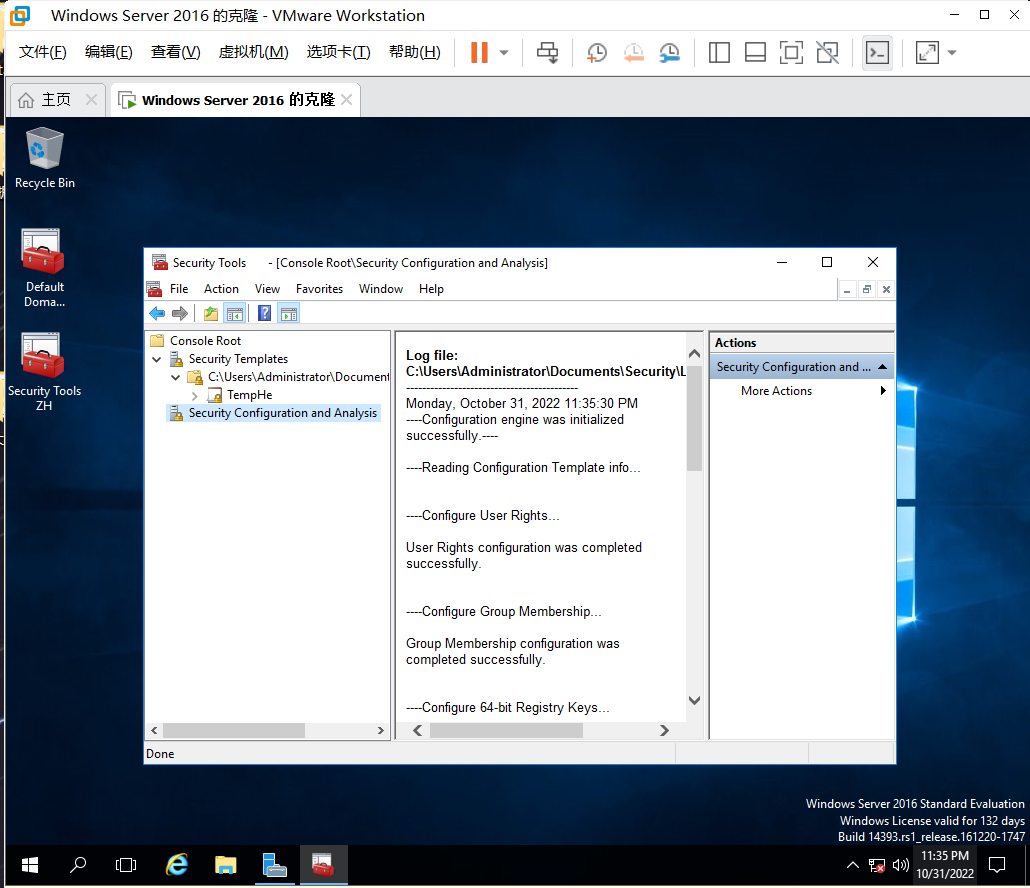 Windows Server 2016 的克隆 - VMware Workstation
文件(F) 编辑(E) 查看(V) 虚拟机(M) 选项卡(T) 帮助(H)
主页
Windows Server 2016 的克隆
Recycle Bin
Default
Doma...
Security Tools
ZH
Security Tools - [Console Root\Security Configuration and Analysis]
File Action View Favorites Window Help
Console Root
Security Templates
C:\Users\Administrator\Document
TempHe
Security Configuration and Analysis
Log file:
C:\Users\Administrator\Documents\Security\L
-------------------------------------------
Monday, October 31, 2022 11:35:30 PM
----Configuration engine was initialized
successfully.----
----Reading Configuration Template info...
----Configure User Rights...
User Rights configuration was completed
successfully.
----Configure Group Membership...
Group Membership configuration was
completed successfully.
----Configure 64-bit Registry Keys...
Actions
Security Configuration and ...
More Actions
Done
Windows Server 2016 Standard Evaluation
Windows License valid for 132 days
Build 14393.rs1_release.161220-1747
11:35 PM
10/31/2022